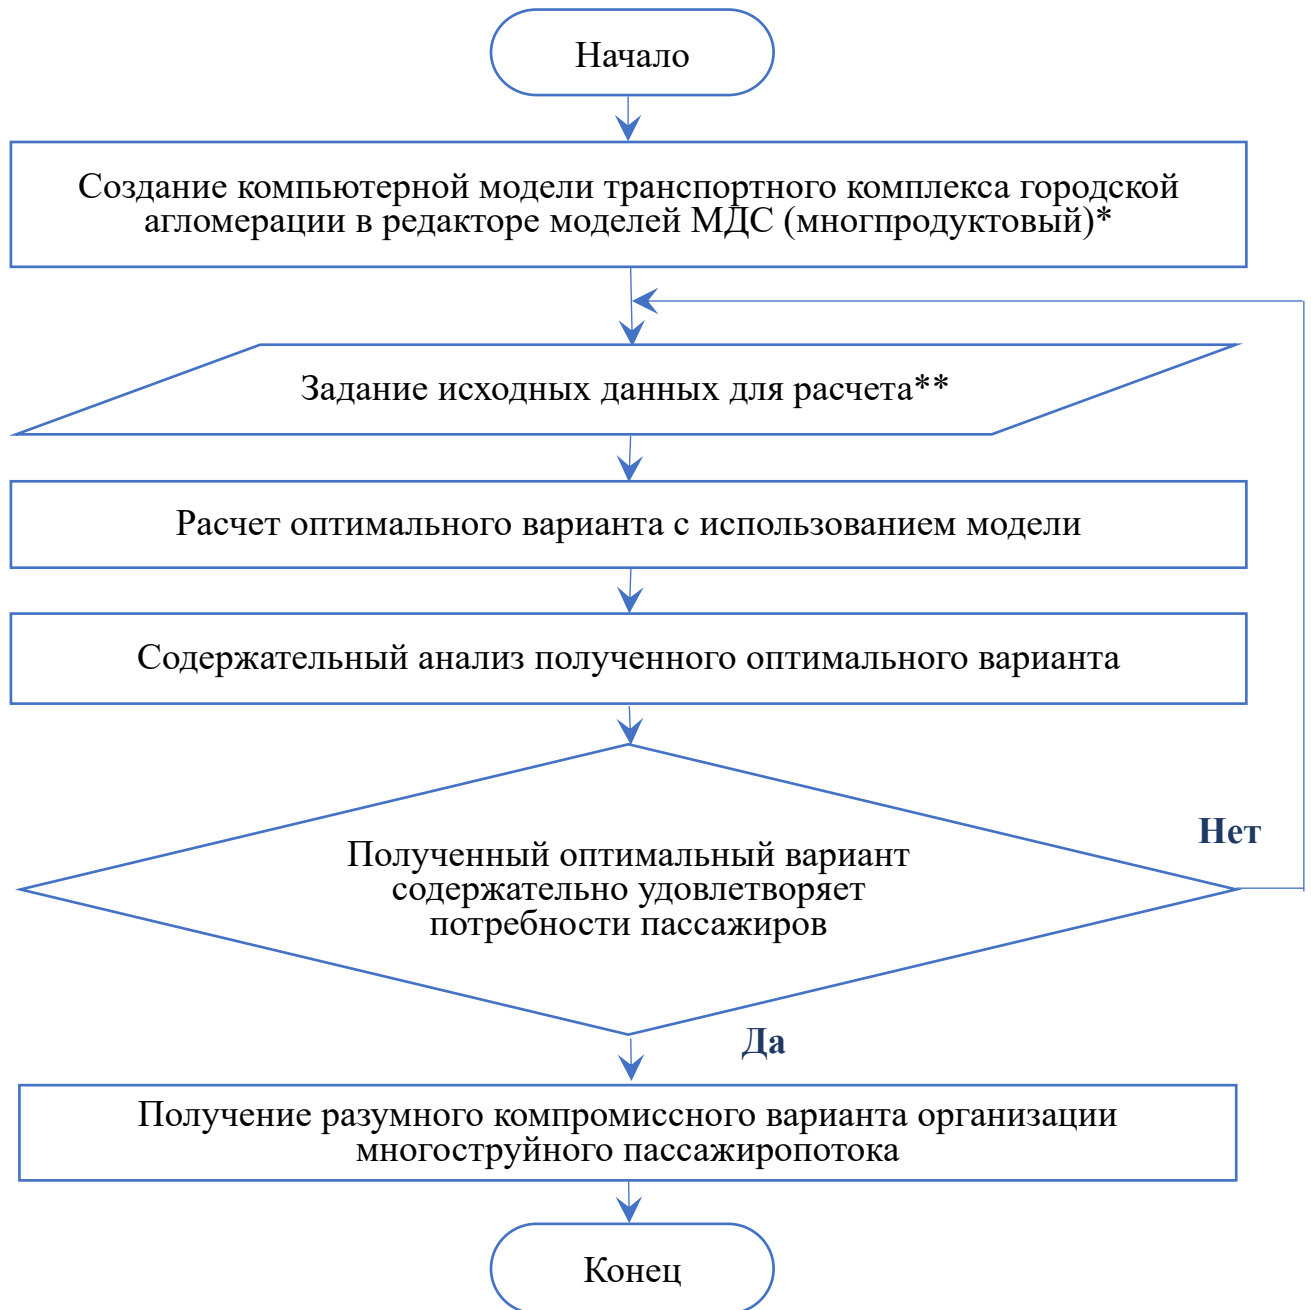 Начало
Создание компьютерной модели транспортного комплекса городской
агломерации в редакторе моделей МДС (многпродуктовый)*
Задание исходных данных для расчета**
Расчет оптимального варианта с использованием модели
Содержательный анализ полученного оптимального варианта
Нет
Полученный оптимальный вариант
содержательно удовлетворяет
потребности пассажиров
Да
Получение разумного компромиссного варианта организации
многоструйного пассажиропотока
Конец